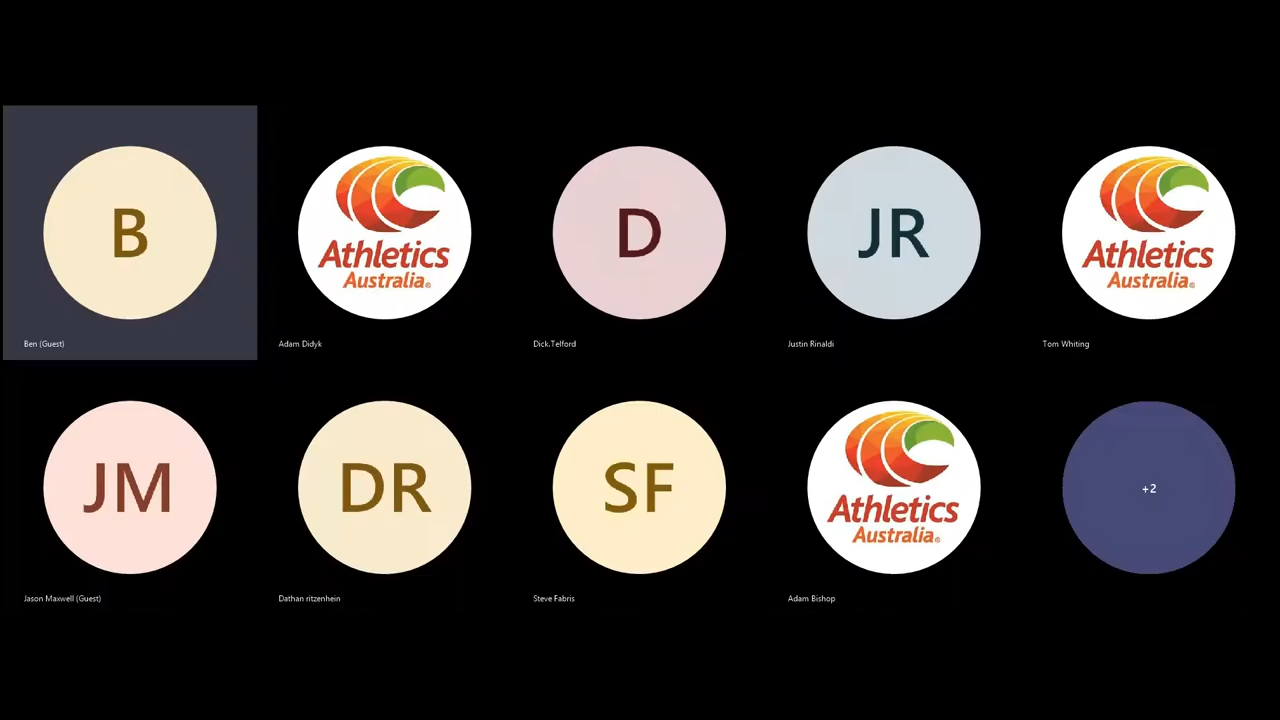 B
Athletics
Australia®
D
JR
Athletics
Australia®
Ben (Guest)
Adam Didyk
Dick.Telford
Justin Rinaldi
Tom Whiting
JM
DR
SF
Athletics
Australia®
+2
Jason Maxwell (Guest)
Dathan ritzenhein
Steve Fabris
Adam Bishop